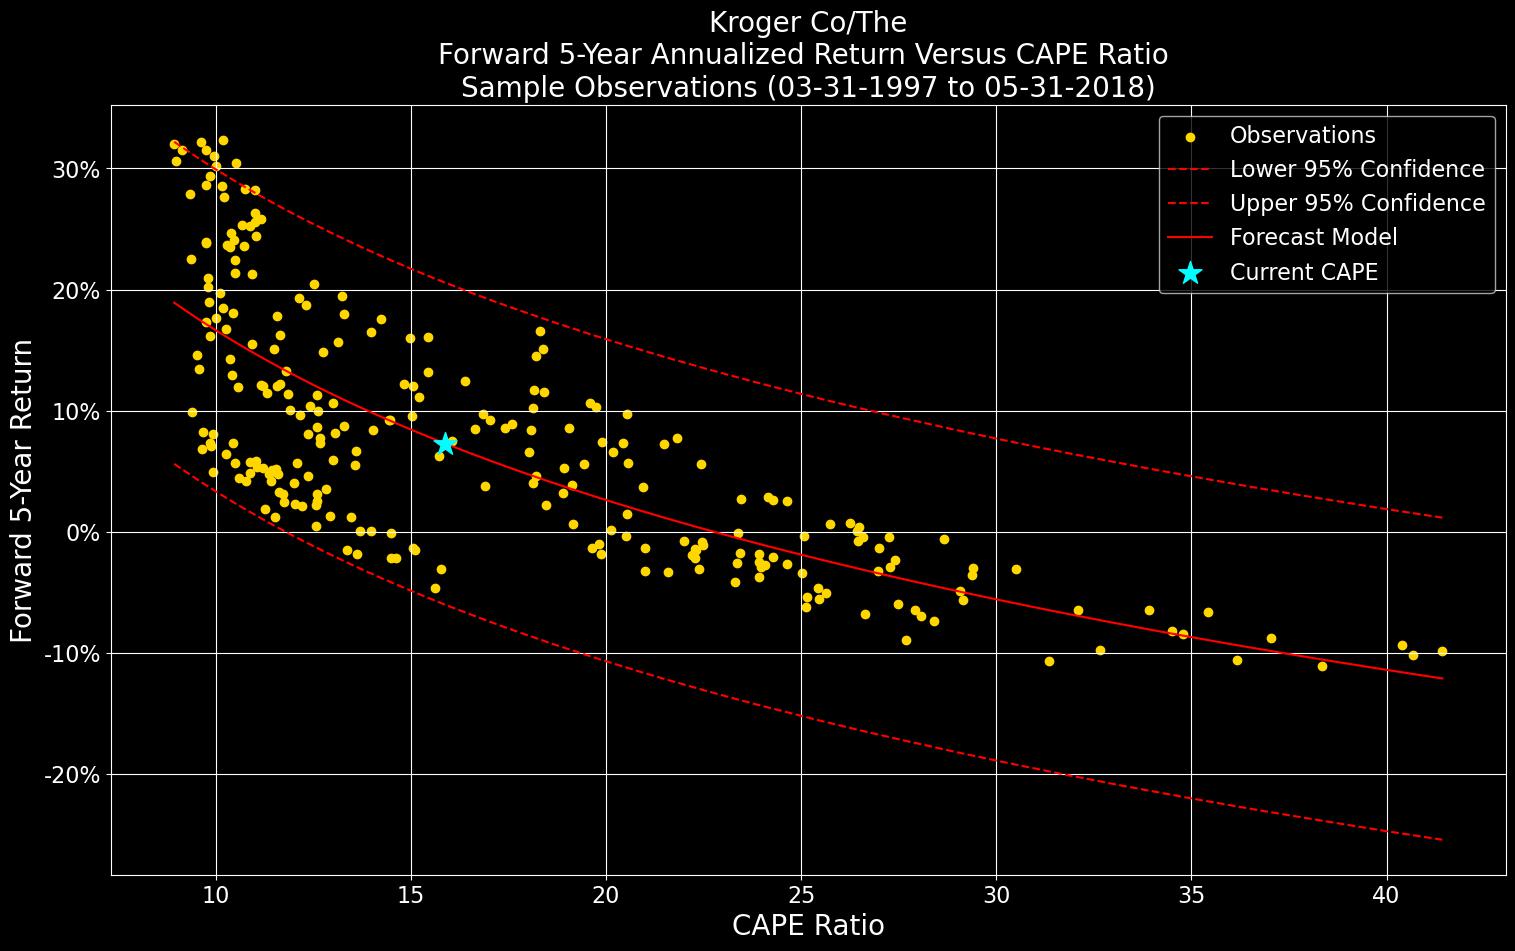 Kroger Co/The
Forward 5-Year Annualized Return Versus CAPE Ratio
Sample Observations (03-31-1997 to 05-31-2018)
Observations
Lower 95% Confidence
Upper 95% Confidence
Forecast Model
Current CAPE
Forward 5-Year Return
30%
20%
10%
0%
-10%
-20%
10 15 20 25 30 35 40
CAPE Ratio